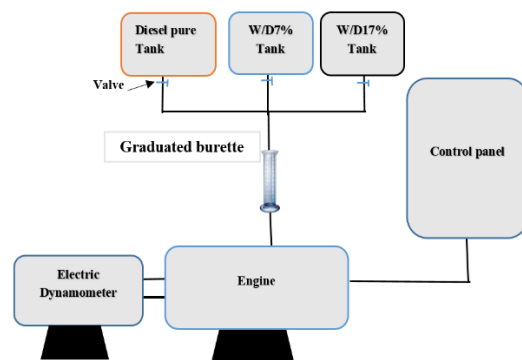 Diesel pure
Tank
W/D7%
Tank
W/D17%
Tank
Valve
Graduated burette
Control panel
Electric
Dynamometer
Engine